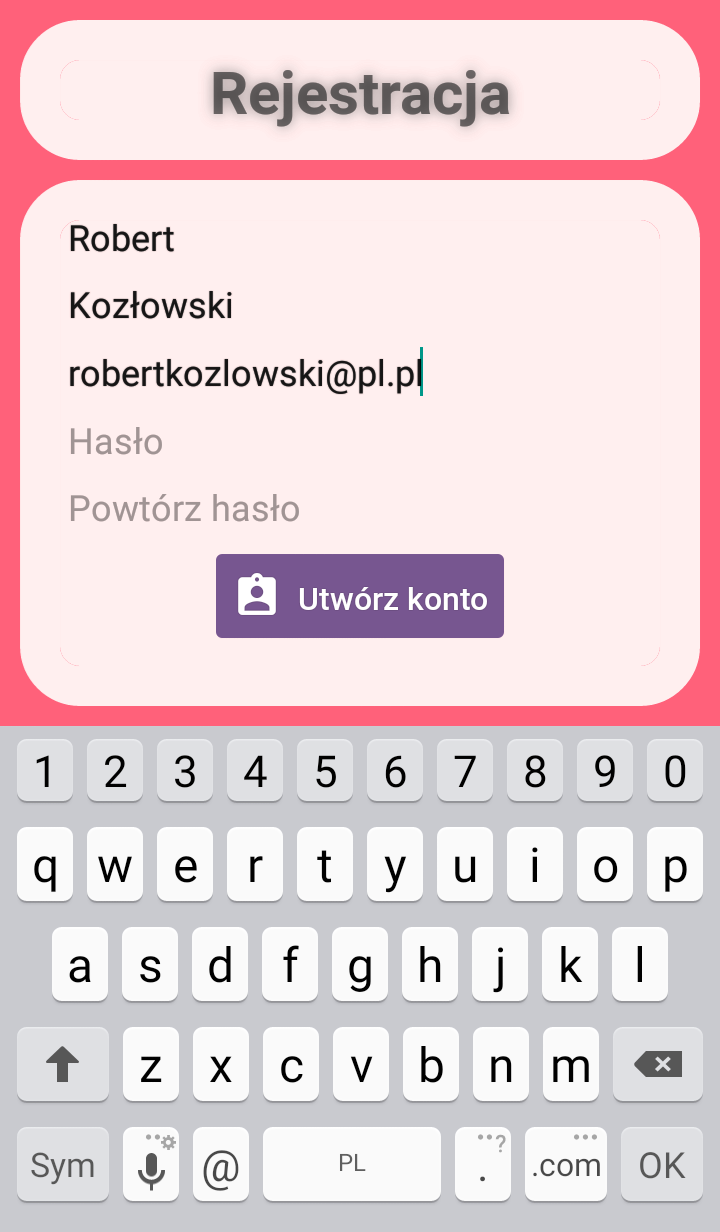 Rejestracja
Robert
Kozłowski
robertkozlowski@pl.pl
Hasło
Powtórz hasło
Utwórz konto
1 2 3 4 5 6 7 8 9 0
q w e r t y u i o p
a s d f g h j k l
z x c v b n m
Sym @ PL . ? .com OK